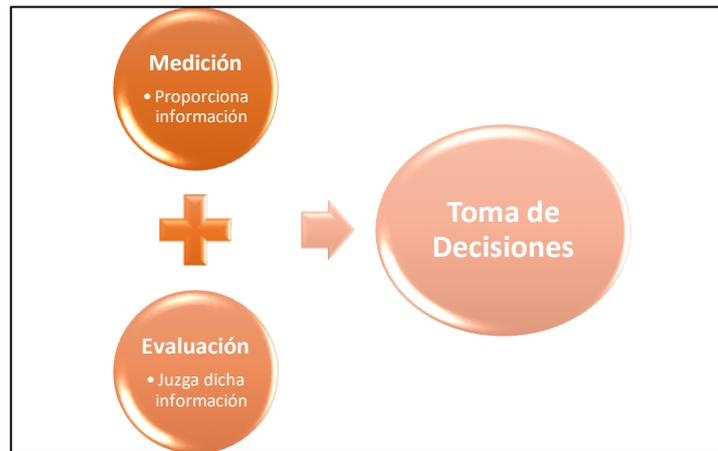 Medición
• Proporciona
información
Evaluación
• Juzga dicha
información
Toma de
Decisiones